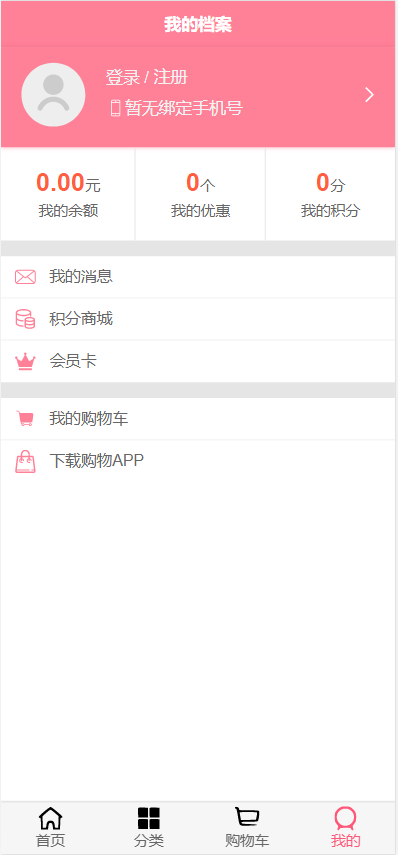 我的档案
登录 / 注册
暂无绑定手机号
0.00元 0个 0分
我的余额 我的优惠 我的积分
我的消息
积分商城
会员卡
我的购物车
下载购物APP
首页 分类 购物车 我的